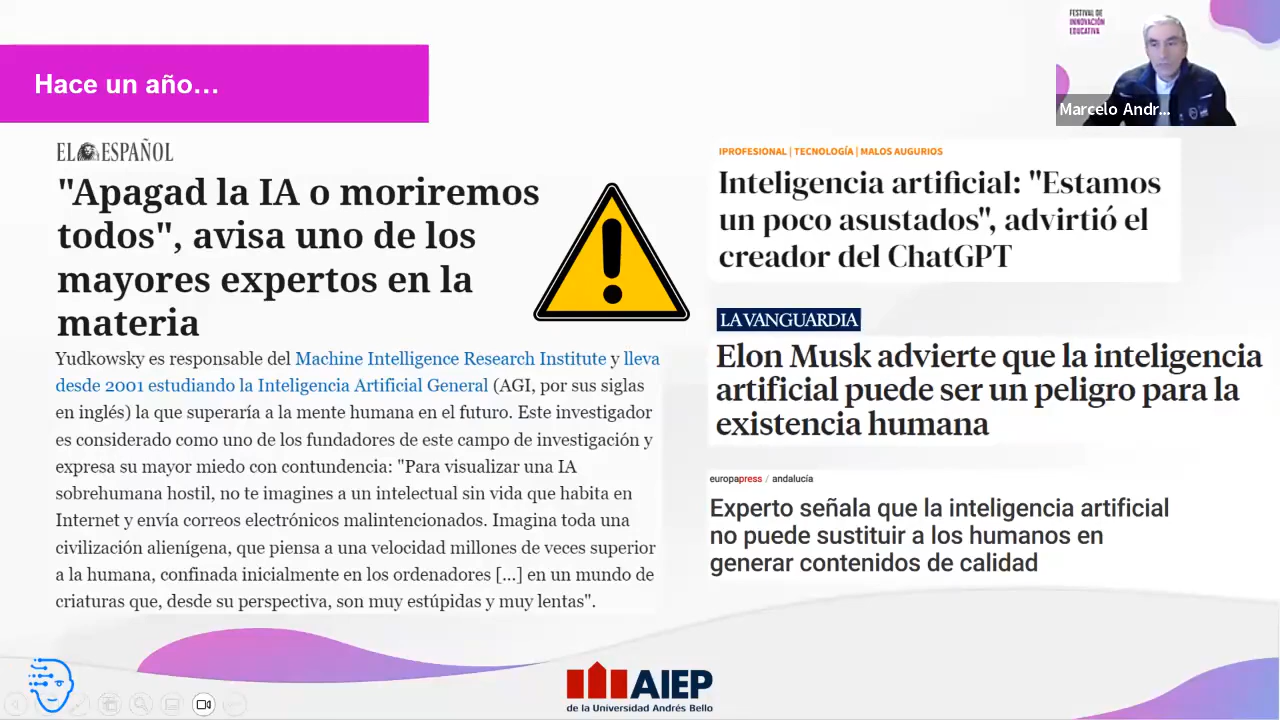 Hace un año…
FESTIVAL DE
INNOVACIÓN
EDUCATIVA
Marcelo Andr...
EL ESPAÑOL
"Apagad la IA o moriremos
todos", avisa uno de los
mayores expertos en la
materia
Yudkowsky es responsable del Machine Intelligence Research Institute y lleva
desde 2001 estudiando la Inteligencia Artificial General (AGI, por sus siglas
en inglés) la que superaría a la mente humana en el futuro. Este investigador
es considerado como uno de los fundadores de este campo de investigación y
expresa su mayor miedo con contundencia: "Para visualizar una IA
sobrehumana hostil, no te imagines a un intelectual sin vida que habita en
Internet y envía correos electrónicos malintencionados. Imagina toda una
civilización alienígena, que piensa a una velocidad millones de veces superior
a la humana, confinada inicialmente en los ordenadores [...] en un mundo de
criaturas que, desde su perspectiva, son muy estúpidas y muy lentas".
IPROFESIONAL | TECNOLOGÍA | MALOS AUGURIOS
Inteligencia artificial: "Estamos
un poco asustados", advirtió el
creador del ChatGPT
LA VANGUARDIA
Elon Musk advierte que la inteligencia
artificial puede ser un peligro para la
existencia humana
europapress / andalucía
Experto señala que la inteligencia artificial
no puede sustituir a los humanos en
generar contenidos de calidad
AIEP
de la Universidad Andrés Bello